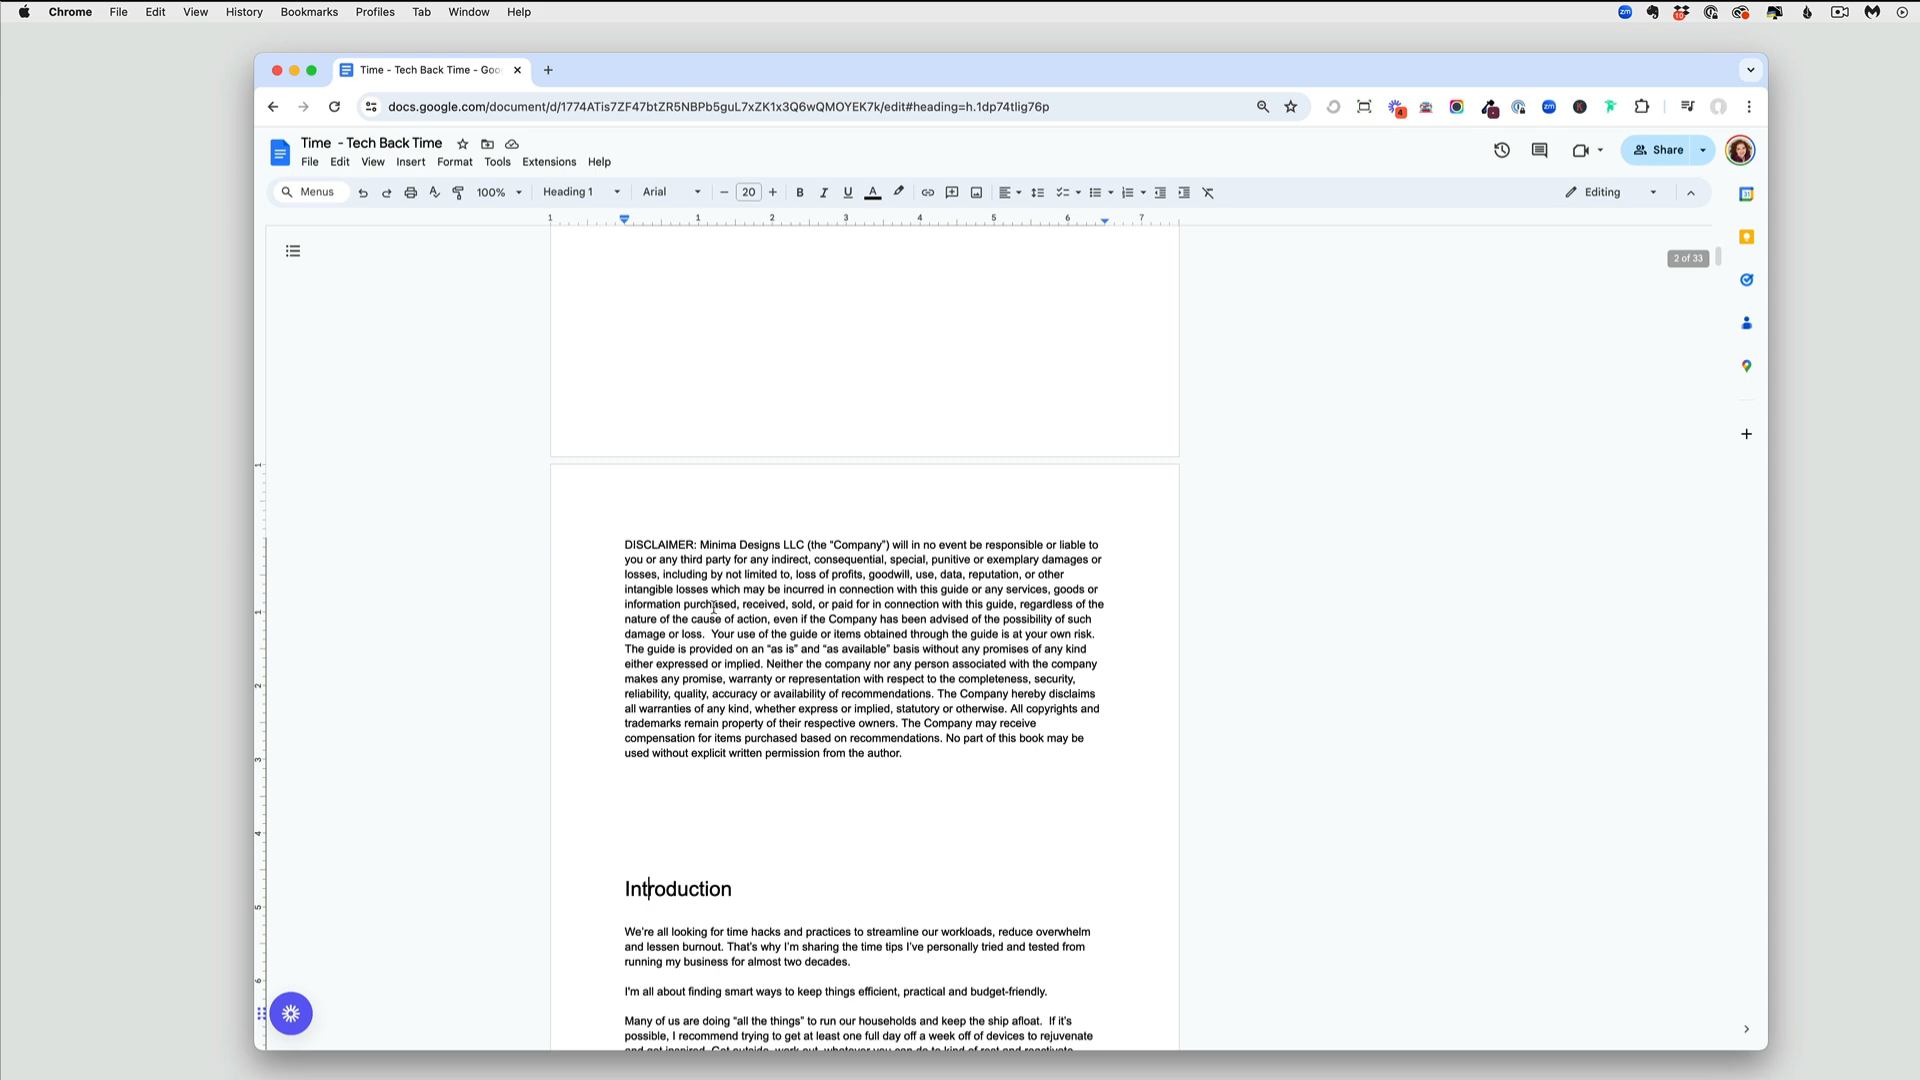 Chrome File Edit View History Bookmarks Profiles Tab Window Help
zm 10
Time - Tech Back Time - Goo
docs.google.com/document/d/1774ATis7ZF47btZR5NBPb5guL7xZK1x3Q6wQMOYEK7k/edit#heading=h.1dp74tlig76p
4 zm K
Time - Tech Back Time
File Edit View Insert Format Tools Extensions Help
Share
Menus 100% Heading 1 Arial 20 B I U A Editing
1 1 2 3 4 5 6 7
2 of 33
DISCLAIMER: Minima Designs LLC (the “Company”) will in no event be responsible or liable to
you or any third party for any indirect, consequential, special, punitive or exemplary damages or
losses, including by not limited to, loss of profits, goodwill, use, data, reputation, or other
intangible losses which may be incurred in connection with this guide or any services, goods or
information purchased, received, sold, or paid for in connection with this guide, regardless of the
nature of the cause of action, even if the Company has been advised of the possibility of such
damage or loss.  Your use of the guide or items obtained through the guide is at your own risk.
The guide is provided on an “as is” and “as available” basis without any promises of any kind
either expressed or implied. Neither the company nor any person associated with the company
makes any promise, warranty or representation with respect to the completeness, security,
reliability, quality, accuracy or availability of recommendations. The Company hereby disclaims
all warranties of any kind, whether express or implied, statutory or otherwise. All copyrights and
trademarks remain property of their respective owners. The Company may receive
compensation for items purchased based on recommendations. No part of this book may be
used without explicit written permission from the author.
Introduction
We’re all looking for time hacks and practices to streamline our workloads, reduce overwhelm
and lessen burnout. That’s why I’m sharing the time tips I’ve personally tried and tested from
running my business for almost two decades.
I'm all about finding smart ways to keep things efficient, practical and budget-friendly.
Many of us are doing “all the things” to run our households and keep the ship afloat.  If it’s
possible, I recommend trying to get at least one full day off a week off of devices to rejuvenate